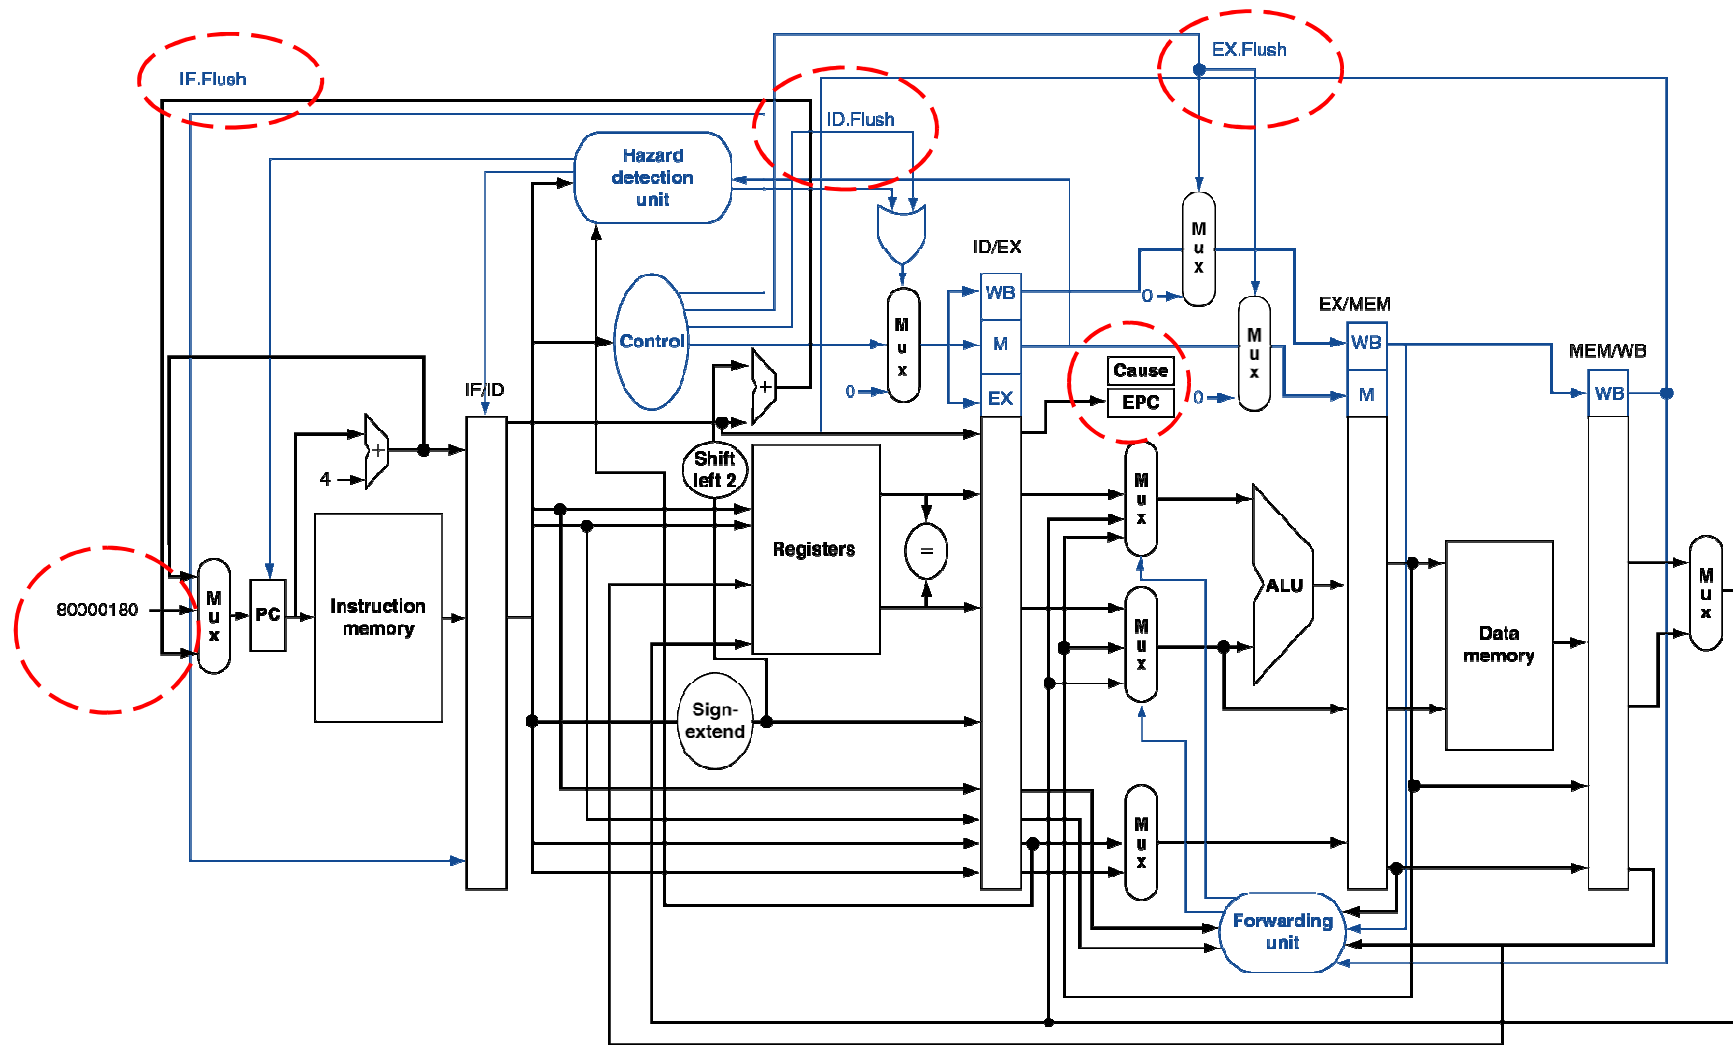 EX.Flush
IF.Flush
ID.Flush
Hazard
detection
unit
M
u
x
ID/EX
WB
0
EX/MEM
Control
M
u
x
M
M
u
x
WB
MEM/WB
Cause
0
EX
EPC
0
M
WB
IF/ID
+
+
4
Shift
left 2
M
u
x
M
u
x
Registers
=
80000180
M
u
x
PC
Instruction
memory
ALU
M
u
x
Data
memory
Sign-
extend
M
u
x
Forwarding
unit